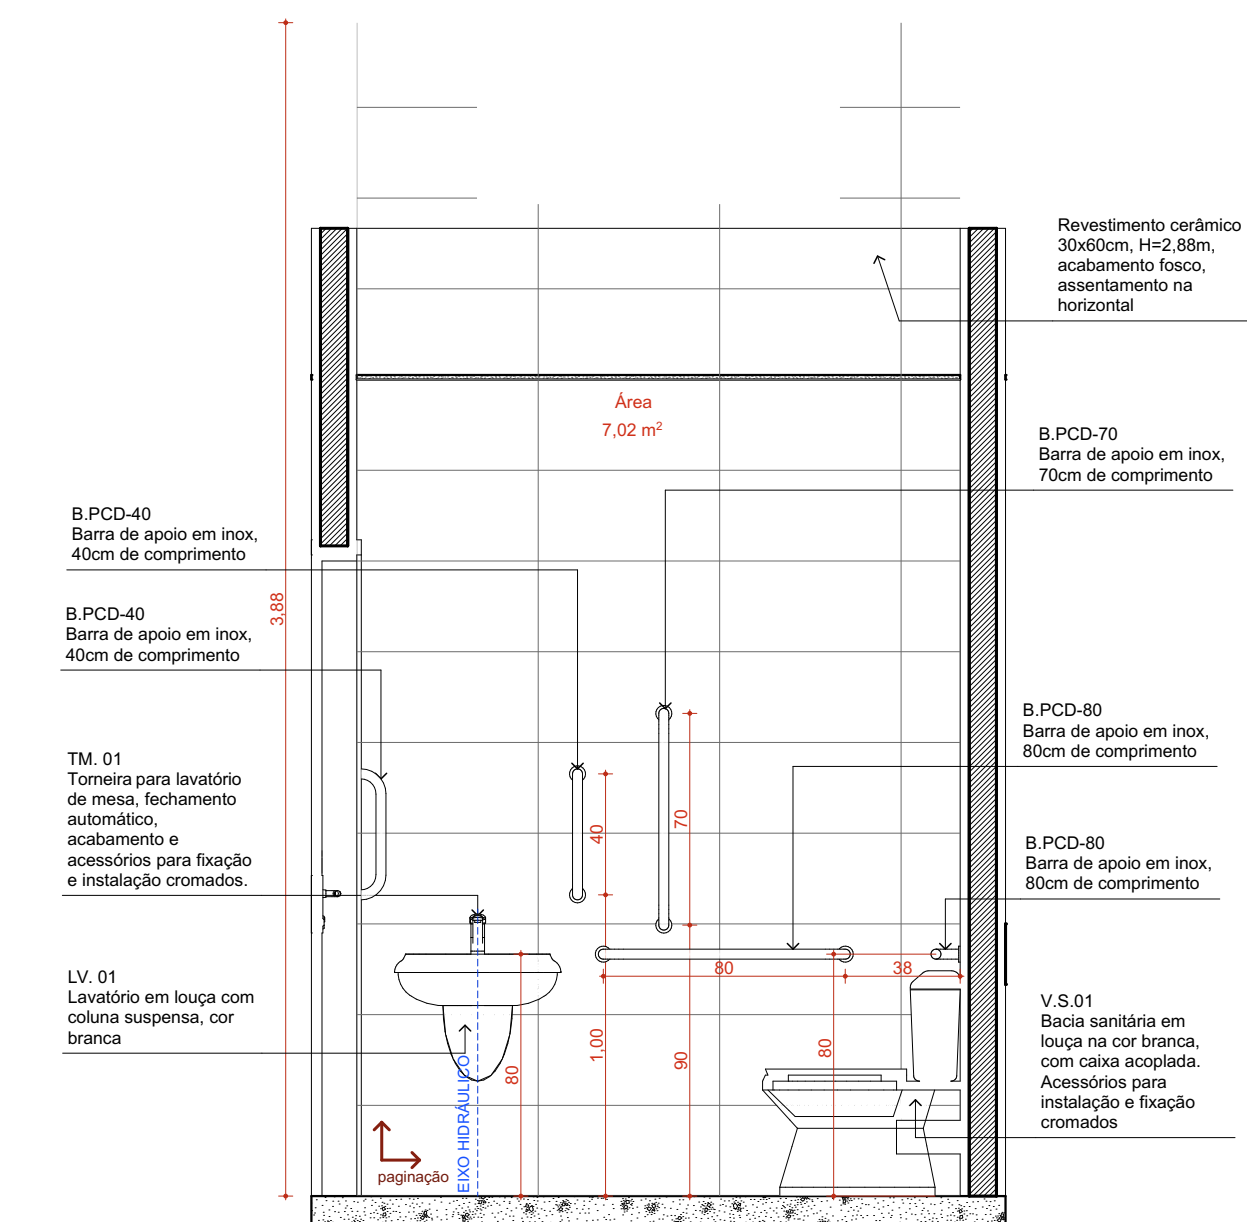 Revestimento cerâmico
30x60cm, H=2,88m,
acabamento fosco,
assentamento na
horizontal
Área
7,02 m²
B.PCD-70
Barra de apoio em inox,
70cm de comprimento
B.PCD-40
Barra de apoio em inox,
40cm de comprimento
3,88
B.PCD-40
Barra de apoio em inox,
40cm de comprimento
B.PCD-80
Barra de apoio em inox,
80cm de comprimento
TM. 01
Torneira para lavatório
de mesa, fechamento
automático,
acabamento e
acessórios para fixação
e instalação cromados.
40
70
B.PCD-80
Barra de apoio em inox,
80cm de comprimento
80
38
LV. 01
Lavatório em louça com
coluna suspensa, cor
branca
V.S.01
Bacia sanitária em
louça na cor branca,
com caixa acoplada.
Acessórios para
instalação e fixação
cromados
EIXO HIDRÁULICO
80
1,00
90
80
paginação